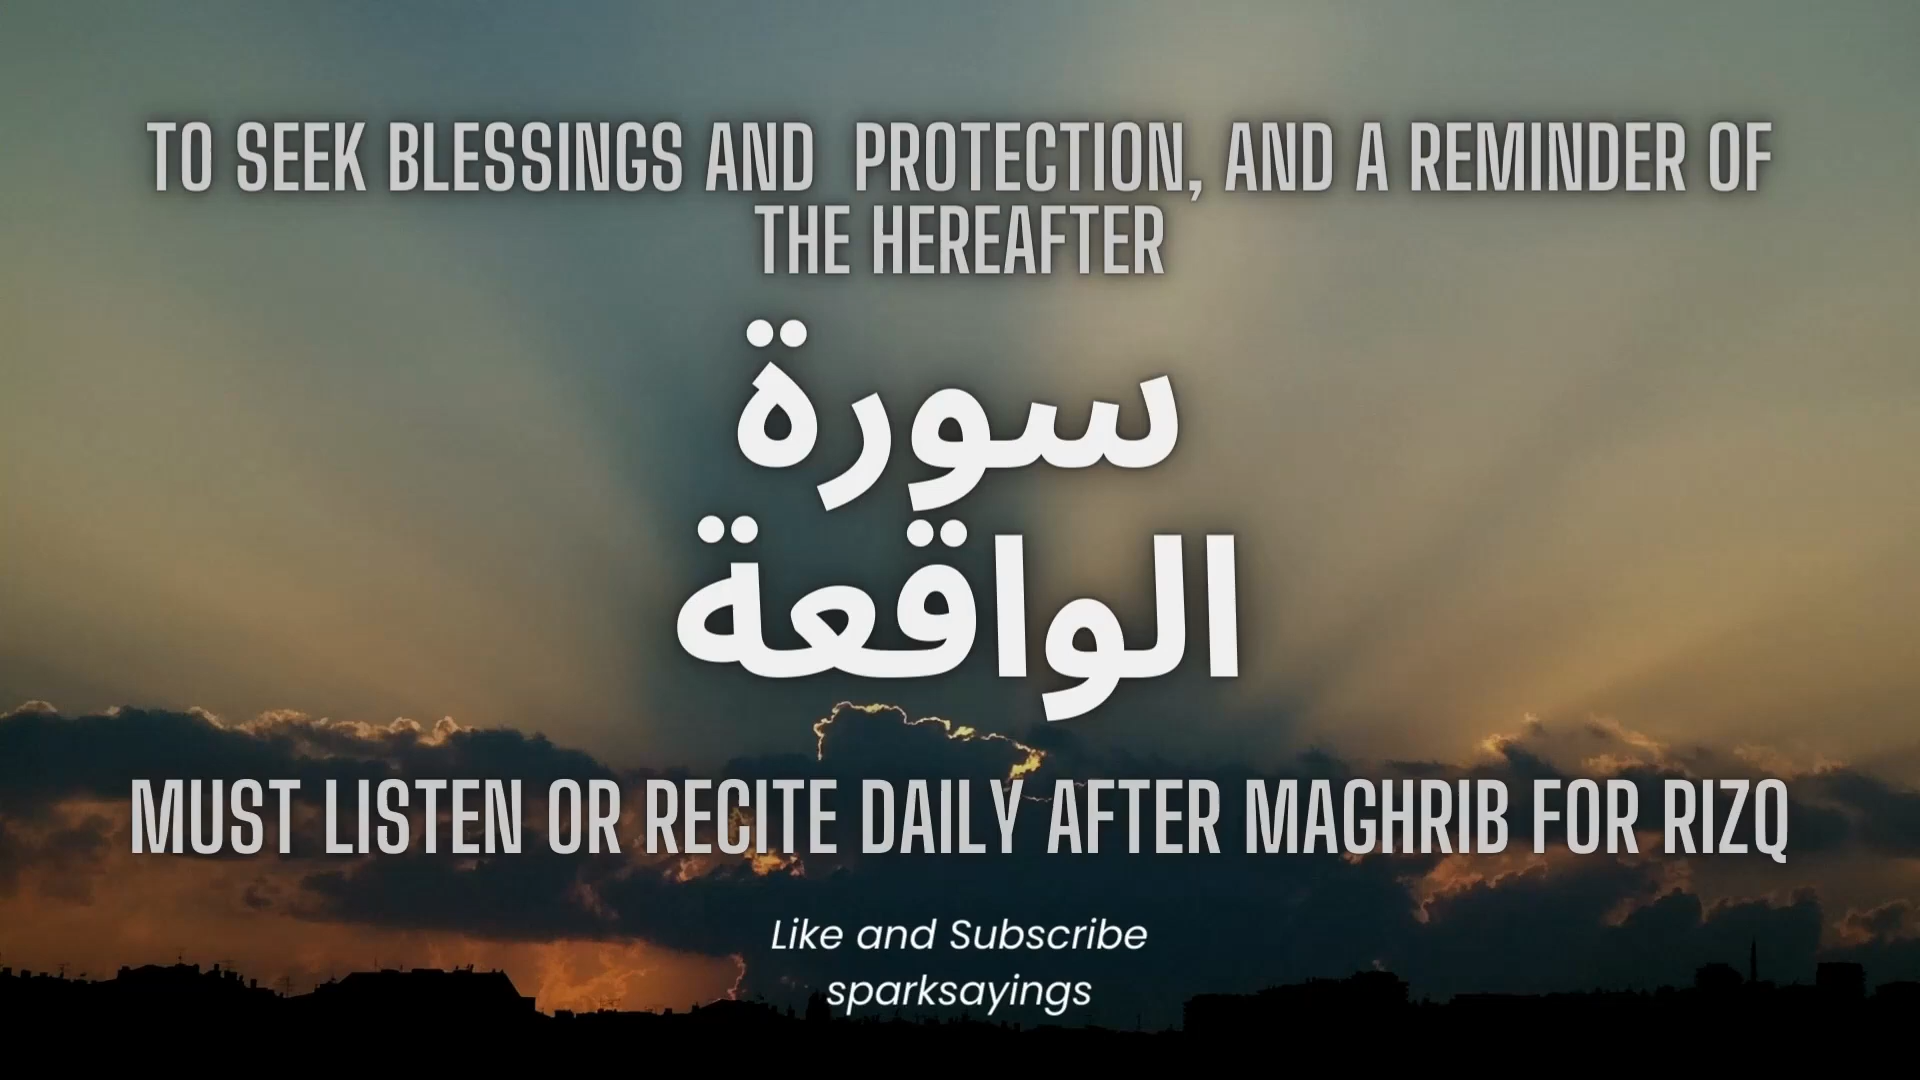 TO SEEK BLESSINGS AND  PROTECTION, AND A REMINDER OF
THE HEREAFTER
سورة
الواقعة
MUST LISTEN OR RECITE DAILY AFTER MAGHRIB FOR RIZQ
Like and Subscribe
sparksayings